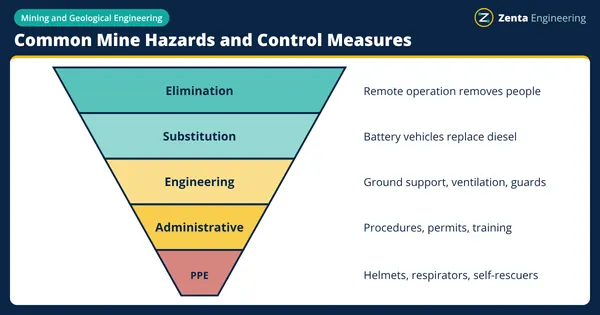 Mining and Geological Engineering
Zenta Engineering
Common Mine Hazards and Control Measures
Elimination
Remote operation removes people
Substitution
Battery vehicles replace diesel
Engineering
Ground support, ventilation, guards
Administrative
Procedures, permits, training
PPE
Helmets, respirators, self-rescuers